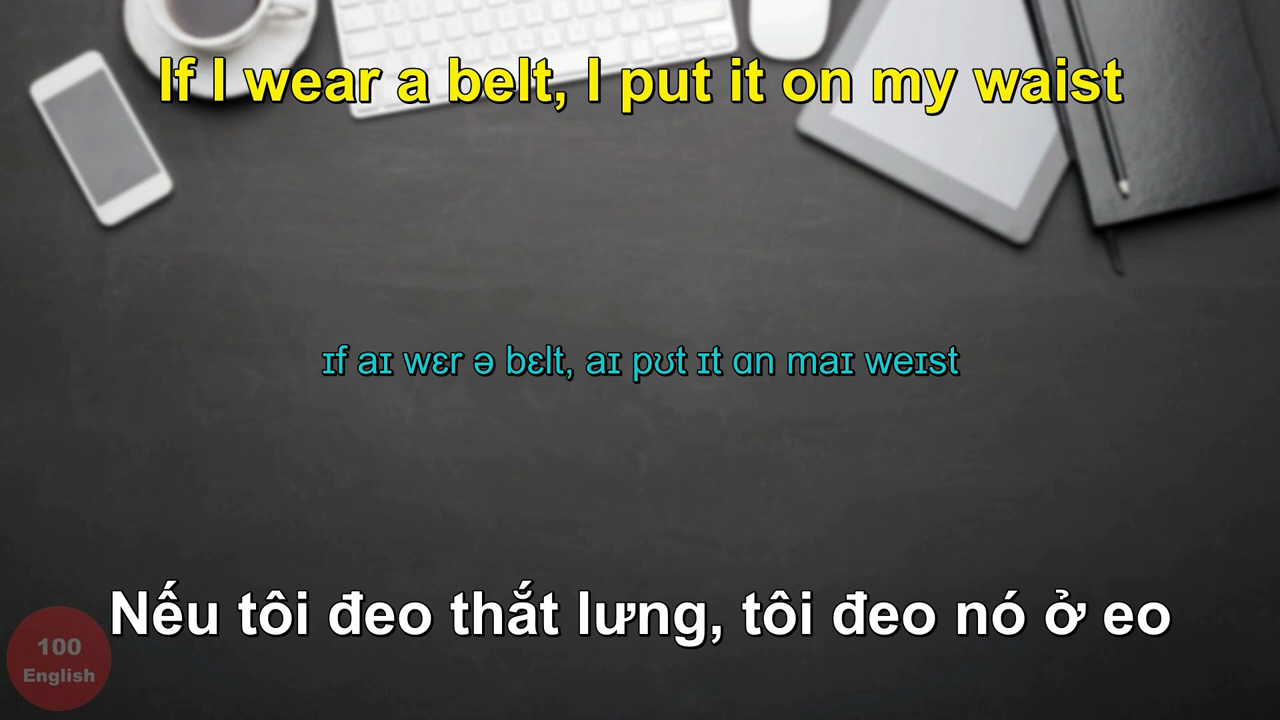 If I wear a belt, I put it on my waist
ɪf aɪ wɛr ə bɛlt, aɪ pʊt ɪt ɑn maɪ weɪst
Nếu tôi đeo thắt lưng, tôi đeo nó ở eo
100
English